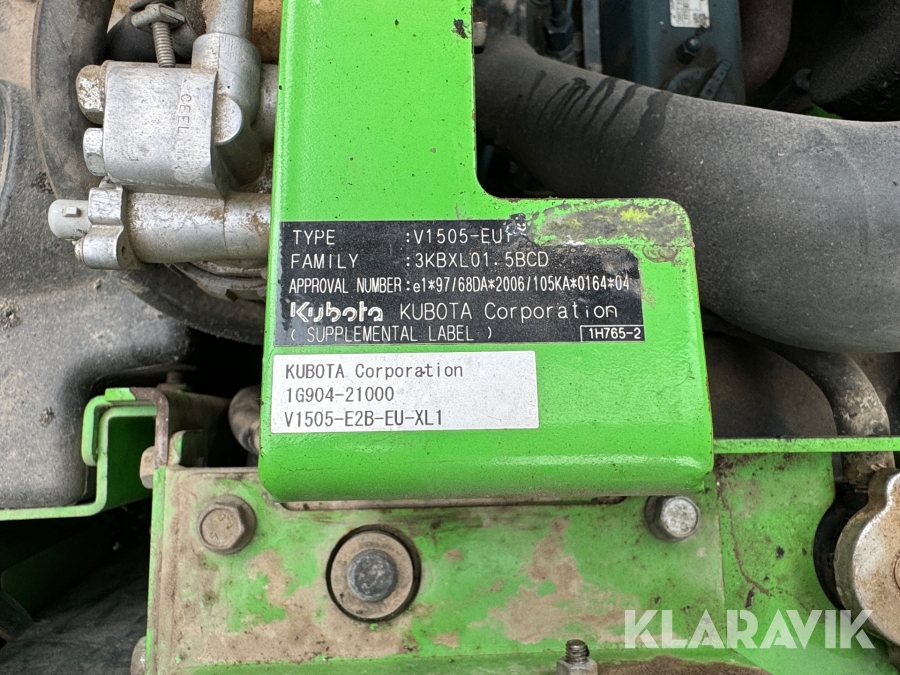 TYPE :V1505-EU1
FAMILY :3KBXL01.5BCD
APPROVAL NUMBER:e1*97/68DA*2006/105KA*0164*04
Kubota KUBOTA Corporation
( SUPPLEMENTAL LABEL ) 1H765-2
KUBOTA Corporation
1G904-21000
V1505-E2B-EU-XL1
KLARAVIK